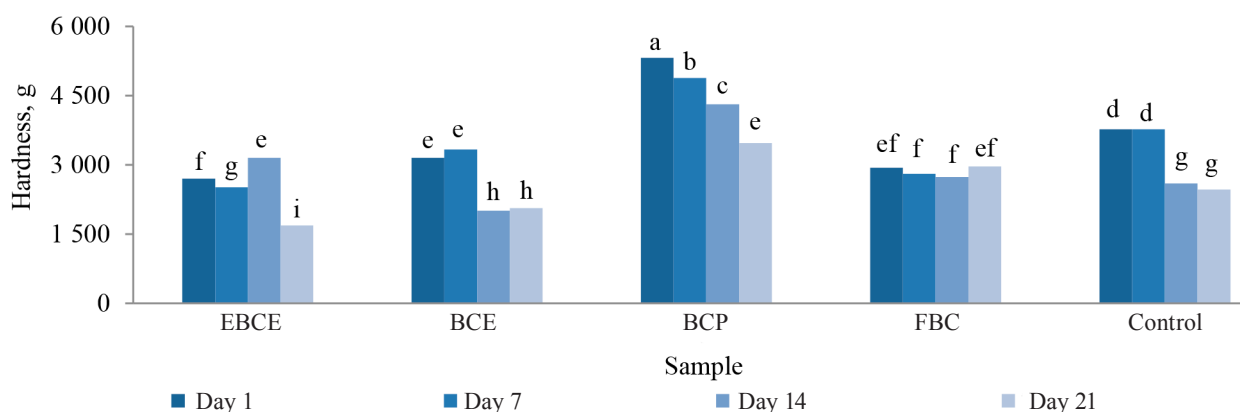 6 000
4 500
3 000
1 500
0
Hardness, g
f g e i
e e h h
a b c e
ef f f ef
d d g g
EBCE BCE BCP FBC Control
Sample
Day 1 Day 7 Day 14 Day 21